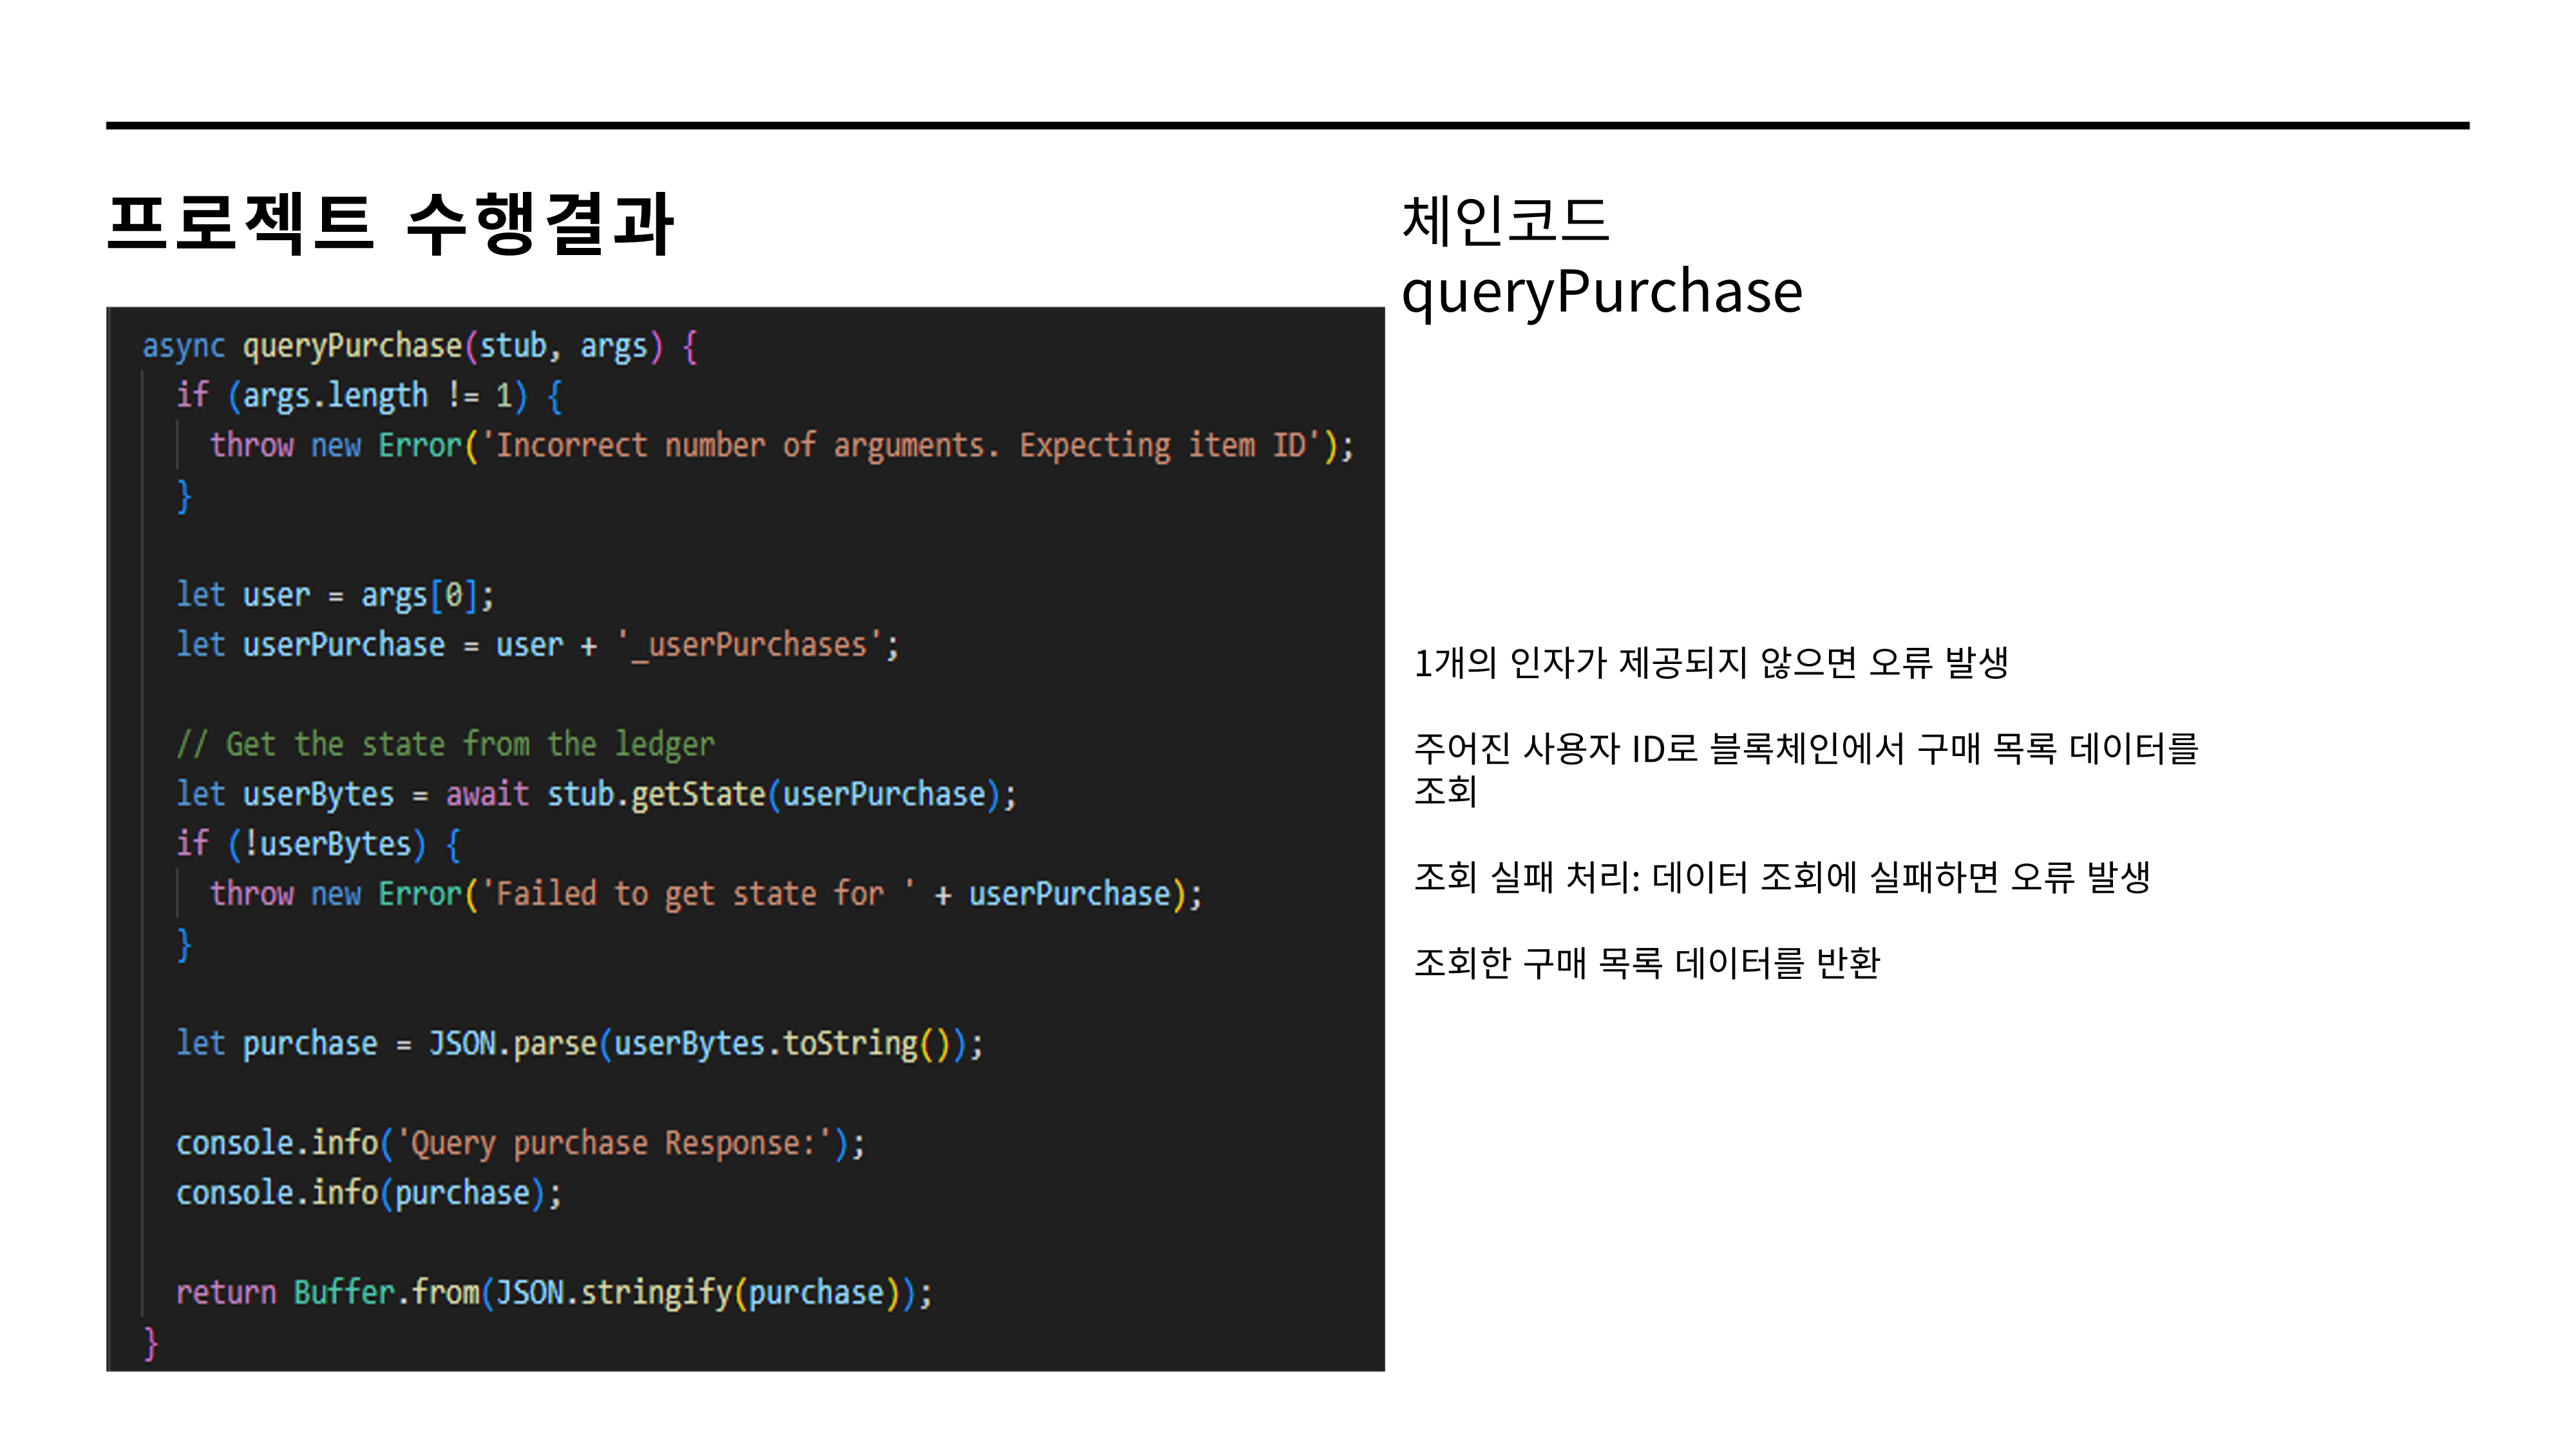 프로젝트 수행결과
체인코드
queryPurchase
async queryPurchase(stub, args) {
if (args.length != 1) {
throw new Error('Incorrect number of arguments. Expecting item ID');
}
let user = args[0];
let userPurchase = user + '_userPurchases';
// Get the state from the ledger
let userBytes = await stub.getState(userPurchase);
if (!userBytes) {
throw new Error('Failed to get state for ' + userPurchase);
}
let purchase = JSON.parse(userBytes.toString());
console.info('Query purchase Response:');
console.info(purchase);
return Buffer.from(JSON.stringify(purchase));
}
1개의 인자가 제공되지 않으면 오류 발생
주어진 사용자 ID로 블록체인에서 구매 목록 데이터를
조회
조회 실패 처리: 데이터 조회에 실패하면 오류 발생
조회한 구매 목록 데이터를 반환